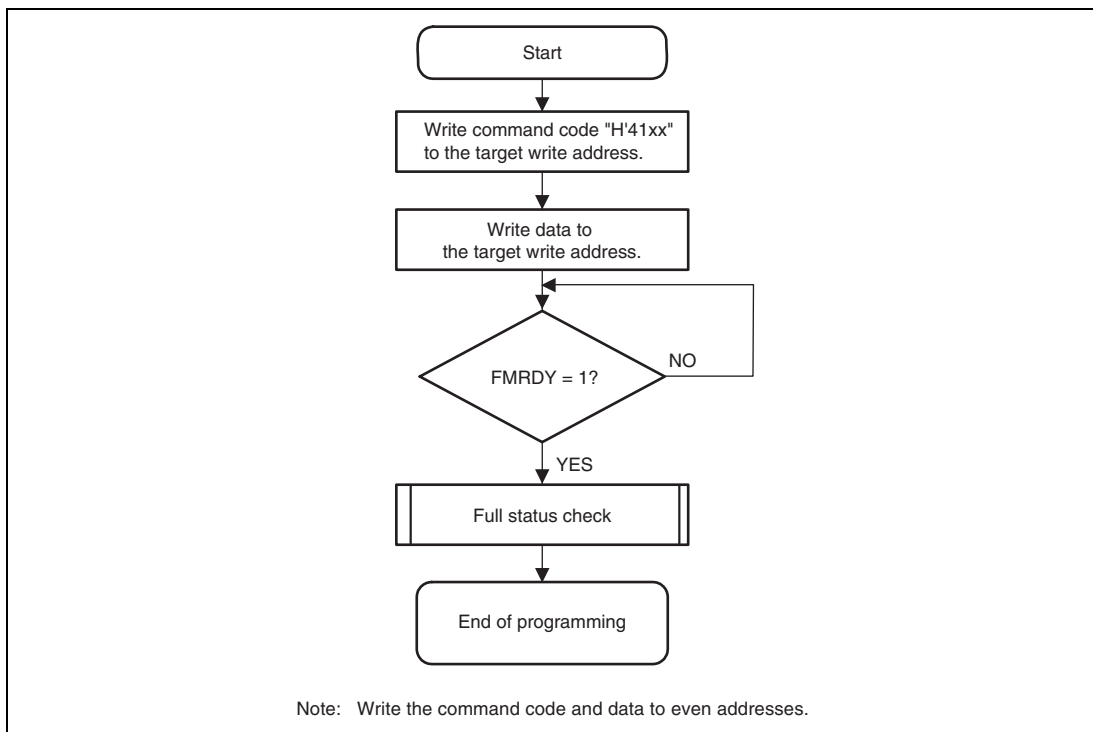 Start
Write command code "H'41xx"
to the target write address.
Write data to
the target write address.
FMRDY = 1?
NO
YES
Full status check
End of programming
Note: Write the command code and data to even addresses.